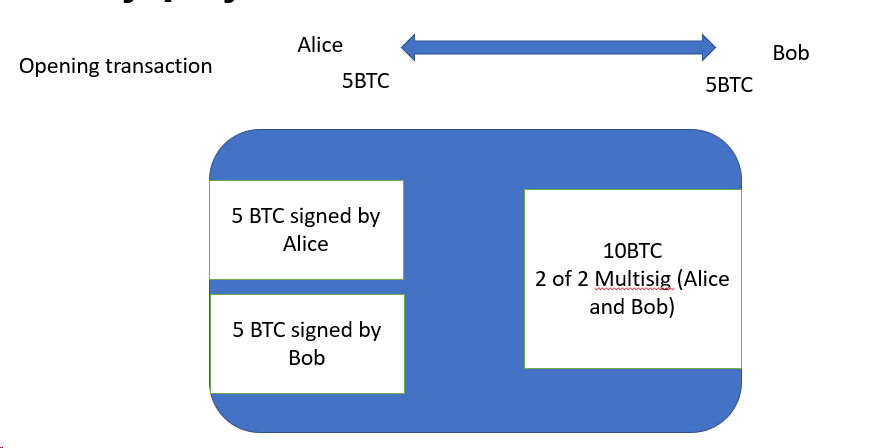 Alice
Bob
Opening transaction
5BTC
5BTC
5 BTC signed by
Alice
10BTC
2 of 2 Multisig (Alice
and Bob)
5 BTC signed by
Bob